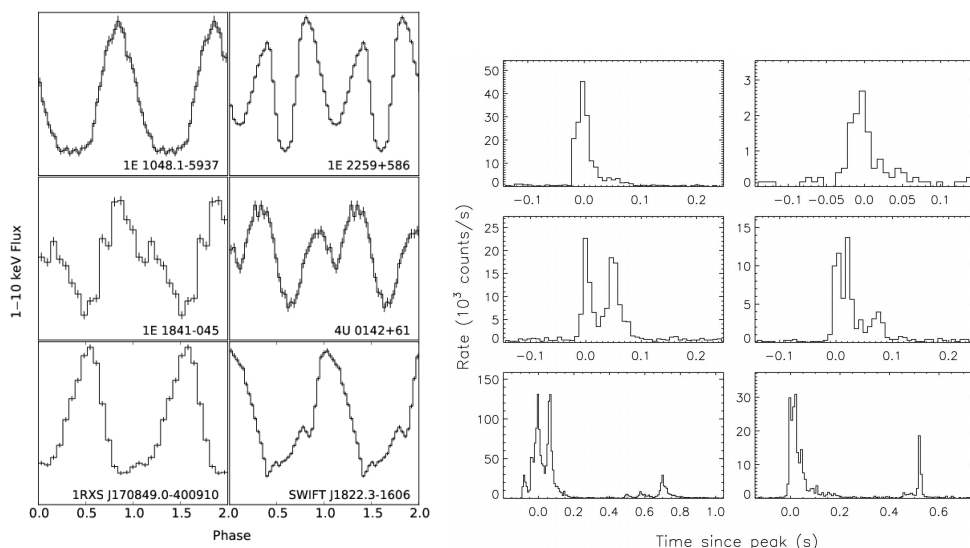 1−10 keV Flux
1E 1048.1-5937
1E 2259+586
1E 1841-045
4U 0142+61
1RXS J170849.0-400910
SWIFT J1822.3-1606
0.0 0.5 1.0 1.5 2.0 0.5 1.0 1.5 2.0
Phase
Rate (10³ counts/s)
50
40
30
20
10
0
−0.1 0.0 0.1 0.2
3
2
1
0
−0.1 −0.05 0.0 0.05 0.1
25
20
15
10
5
0
−0.1 0.0 0.1 0.2
15
10
5
0
−0.1 0.0 0.1 0.2
150
100
50
0
0.0 0.2 0.4 0.6 0.8 1.0
30
20
10
0
0.0 0.2 0.4 0.6
Time since peak (s)